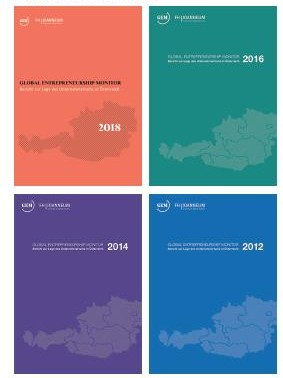 GEM FH JOANNEUM
GLOBAL ENTREPRENEURSHIP MONITOR
Bericht zur Lage des Unternehmertums in Österreich
2018
GEM FH JOANNEUM
GLOBAL ENTREPRENEURSHIP MONITOR
Bericht zur Lage des Unternehmertums in Österreich
2016
GEM FH JOANNEUM
GLOBAL ENTREPRENEURSHIP MONITOR
Bericht zur Lage des Unternehmertums in Österreich
2014
GEM FH JOANNEUM
GLOBAL ENTREPRENEURSHIP MONITOR
Bericht zur Lage des Unternehmertums in Österreich
2012